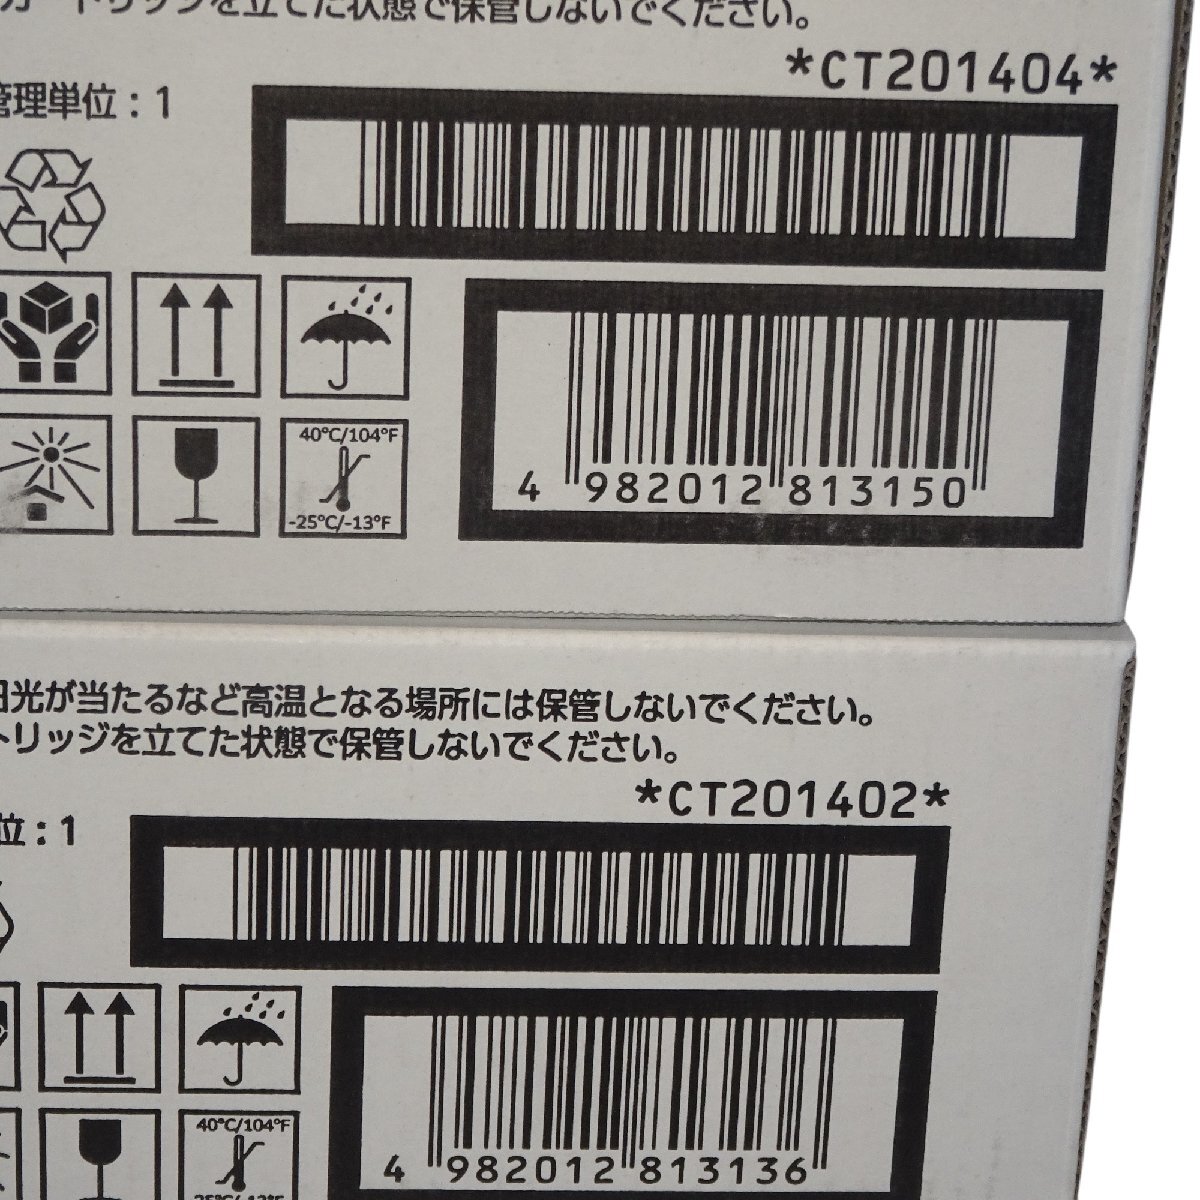 カートリッジを立てた状態で保管しないでください。
*CT201404*
管理単位：1
40°C/104°F
-25°C/-13°F
4 982012 813150
日光が当たるなど高温となる場所には保管しないでください。
トリッジを立てた状態で保管しないでください。
*CT201402*
位：1
40°C/104°F
-25°C/-13°F
4 982012 813136